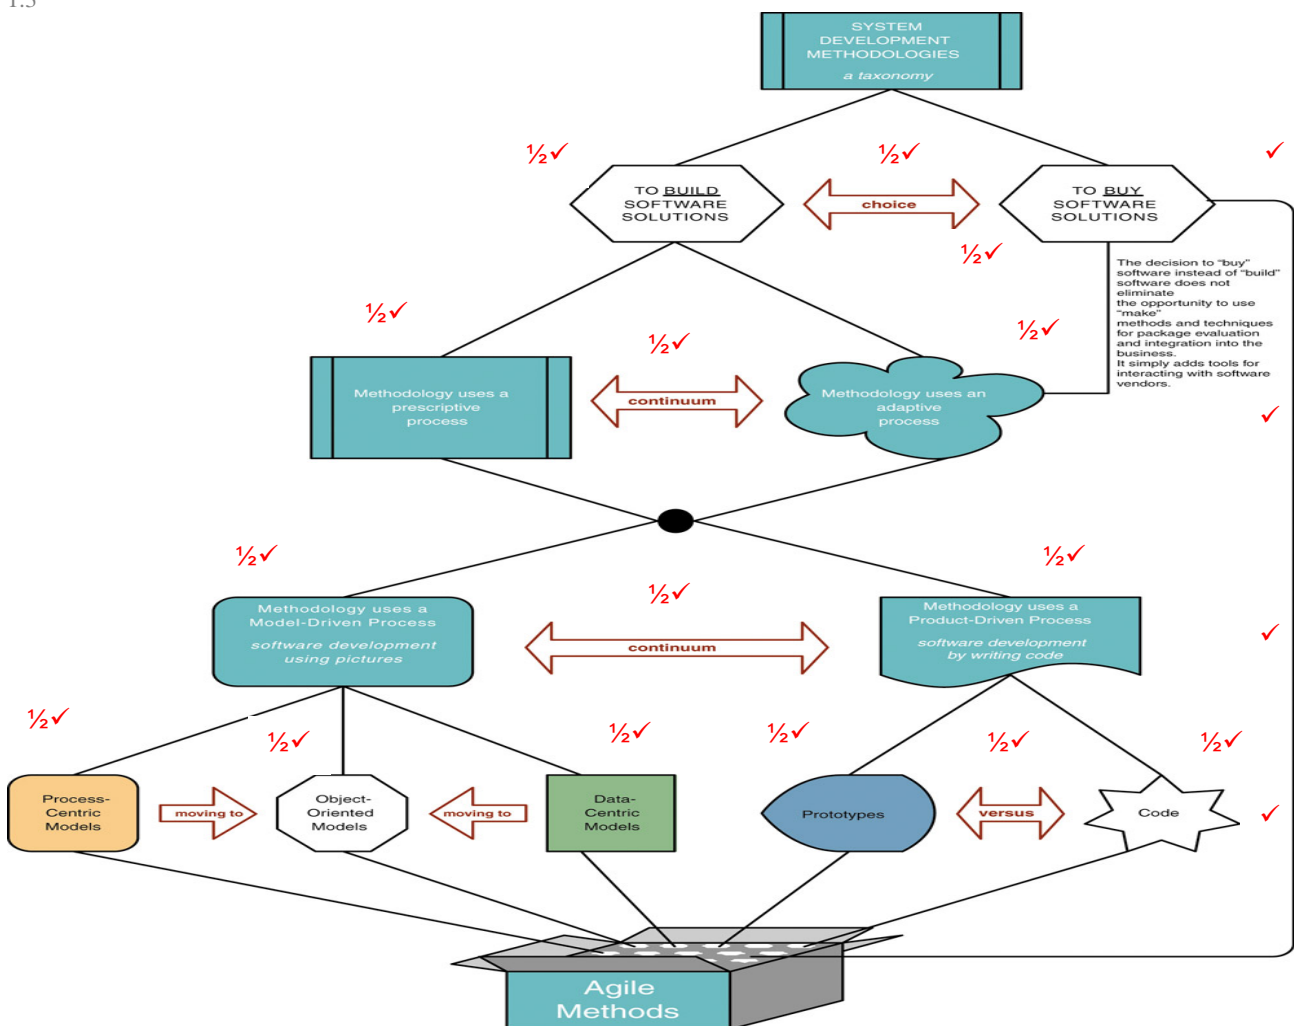 1.3
SYSTEM
DEVELOPMENT
METHODOLOGIES
a taxonomy
½✓
½✓
✓
TO BUILD
SOFTWARE
SOLUTIONS
choice
TO BUY
SOFTWARE
SOLUTIONS
½✓
The decision to "buy"
software instead of "build"
software does not
eliminate
the opportunity to use
"make"
methods and techniques
for package evaluation
and integration into the
business.
It simply adds tools for
interacting with software
vendors.
½✓
½✓
½✓
Methodology uses a
prescriptive
process
continuum
Methodology uses an
adaptive
process
✓
½✓
½✓
½✓
Methodology uses a
Model-Driven Process
software development
using pictures
continuum
Methodology uses a
Product-Driven Process
software development
by writing code
✓
½✓
½✓
½✓
½✓
½✓
½✓
Process-
Centric
Models
moving to
Object-
Oriented
Models
moving to
Data-
Centric
Models
Prototypes
versus
Code
✓
Agile
Methods